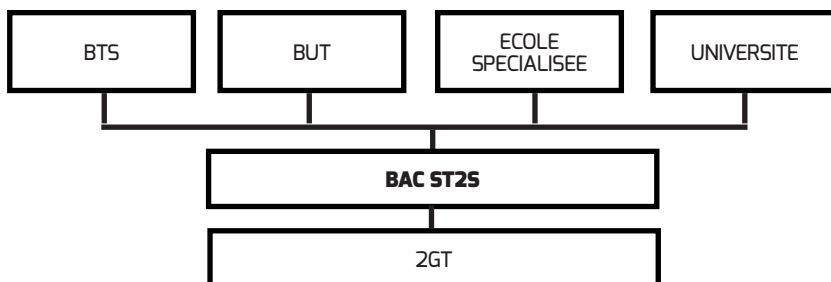 BTS
BUT
ECOLE
SPECIALISEE
UNIVERSITE
BAC ST2S
2GT